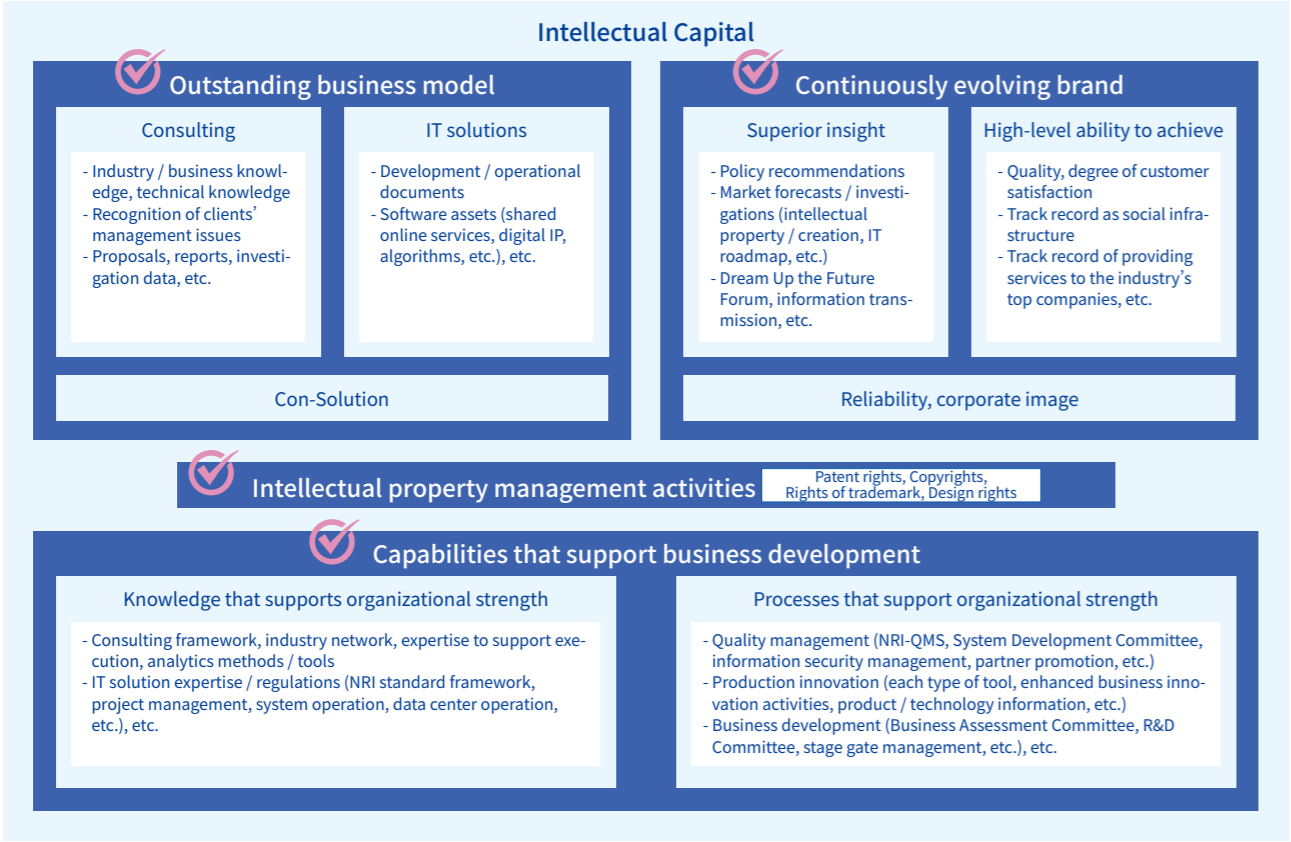 Intellectual Capital
Outstanding business model
Consulting
- Industry / business knowl-
edge, technical knowledge
- Recognition of clients’
management issues
- Proposals, reports, investi-
gation data, etc.
IT solutions
- Development / operational
documents
- Software assets (shared
online services, digital IP,
algorithms, etc.), etc.
Con-Solution
Continuously evolving brand
Superior insight
- Policy recommendations
- Market forecasts / investi-
gations (intellectual
property / creation, IT
roadmap, etc.)
- Dream Up the Future
Forum, information trans-
mission, etc.
High-level ability to achieve
- Quality, degree of customer
satisfaction
- Track record as social infra-
structure
- Track record of providing
services to the industry’s
top companies, etc.
Reliability, corporate image
Intellectual property management activities
Patent rights, Copyrights,
Rights of trademark, Design rights
Capabilities that support business development
Knowledge that supports organizational strength
- Consulting framework, industry network, expertise to support exe-
cution, analytics methods / tools
- IT solution expertise / regulations (NRI standard framework,
project management, system operation, data center operation,
etc.), etc.
Processes that support organizational strength
- Quality management (NRI-QMS, System Development Committee,
information security management, partner promotion, etc.)
- Production innovation (each type of tool, enhanced business inno-
vation activities, product / technology information, etc.)
- Business development (Business Assessment Committee, R&D
Committee, stage gate management, etc.), etc.